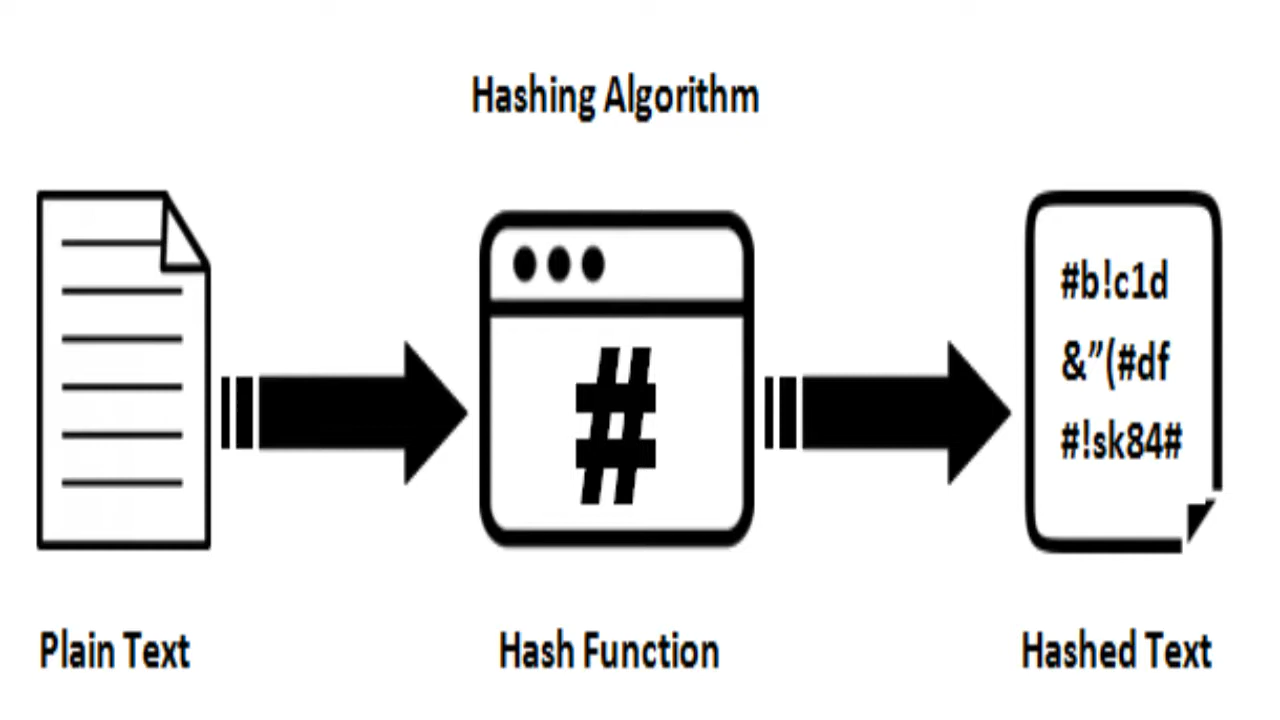 Hashing Algorithm
#
#b!c1d
&”(#df
#!sk84#
Plain Text
Hash Function
Hashed Text